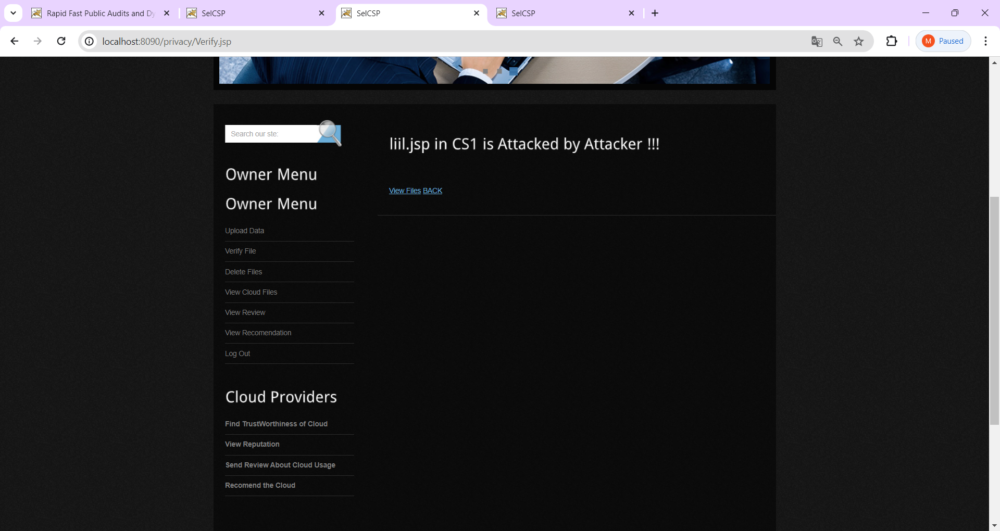 Rapid Fast Public Audits and Dy
SelCSP
SelCSP
SelCSP
localhost:8090/privacy/Verify.jsp
M Paused
Search our ste:
liil.jsp in CS1 is Attacked by Attacker !!!
View Files BACK
Owner Menu
Owner Menu
Upload Data
Verify File
Delete Files
View Cloud Files
View Review
View Recomendation
Log Out
Cloud Providers
Find TrustWorthiness of Cloud
View Reputation
Send Review About Cloud Usage
Recomend the Cloud